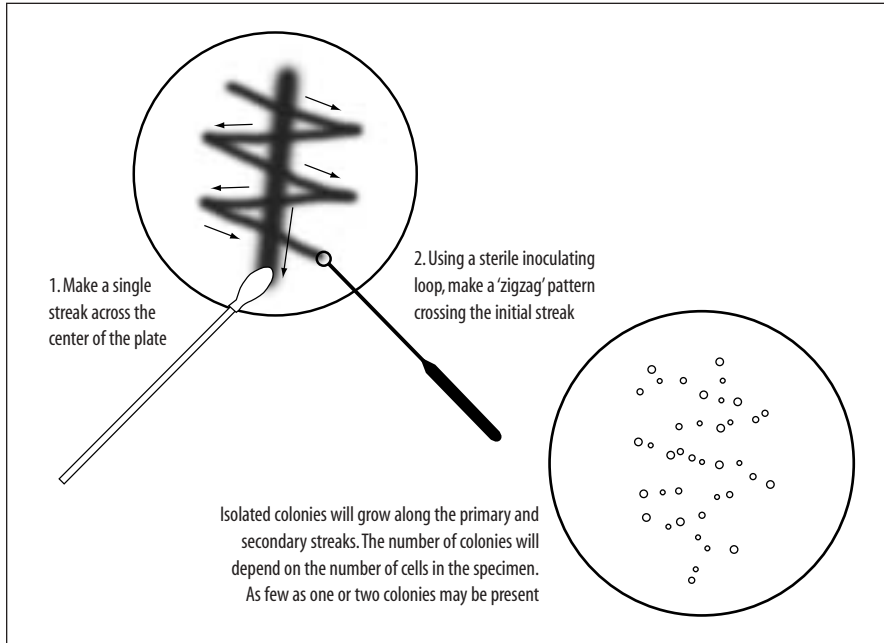 1. Make a single
streak across the
center of the plate
2. Using a sterile inoculating
loop, make a ‘zigzag’ pattern
crossing the initial streak
Isolated colonies will grow along the primary and
secondary streaks. The number of colonies will
depend on the number of cells in the specimen.
As few as one or two colonies may be present